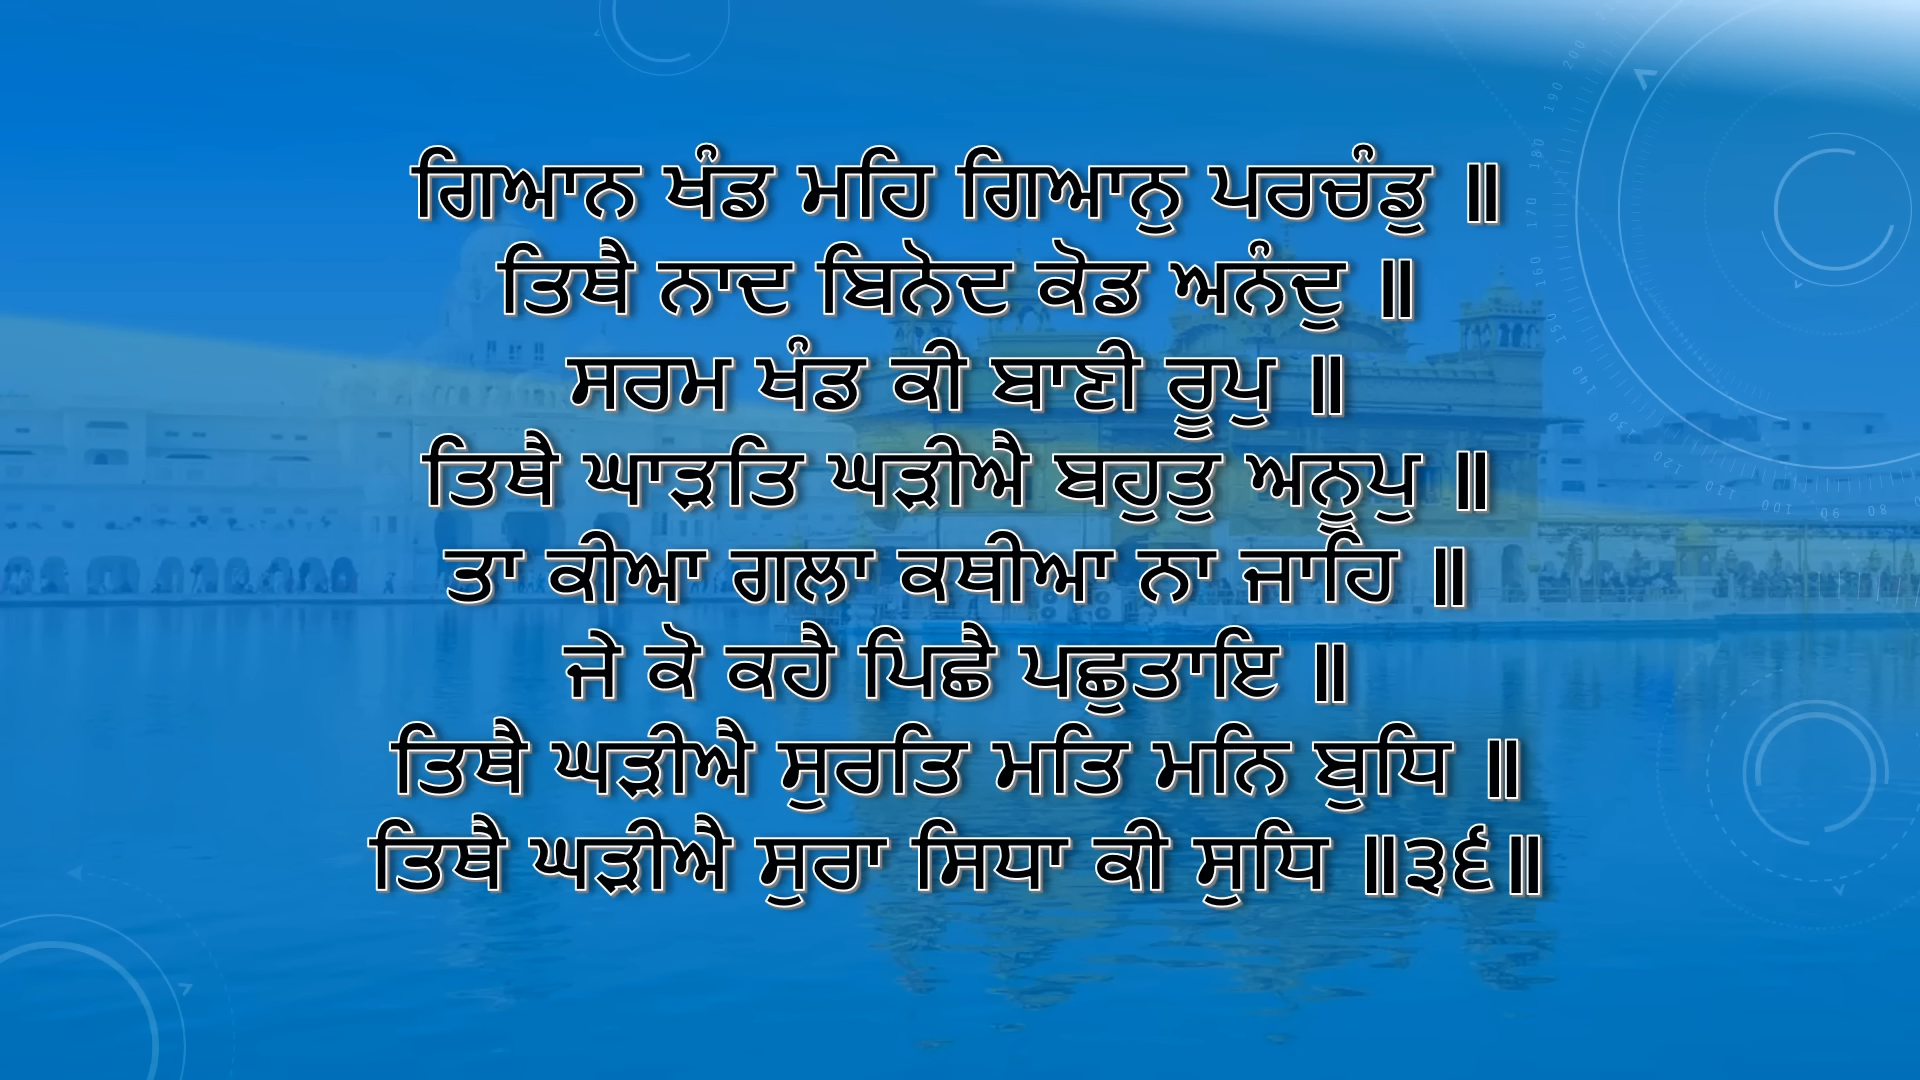 ਗਿਆਨ ਖੰਡ ਮਹਿ ਗਿਆਨੁ ਪਰਚੰਡੁ ॥
ਤਿਥੈ ਨਾਦ ਬਿਨੋਦ ਕੋਡ ਅਨੰਦੁ ॥
ਸਰਮ ਖੰਡ ਕੀ ਬਾਣੀ ਰੂਪੁ ॥
ਤਿਥੈ ਘਾੜਤਿ ਘੜੀਐ ਬਹੁਤੁ ਅਨੂਪੁ ॥
ਤਾ ਕੀਆ ਗਲਾ ਕਥੀਆ ਨਾ ਜਾਹਿ ॥
ਜੇ ਕੋ ਕਹੈ ਪਿਛੈ ਪਛੁਤਾਇ ॥
ਤਿਥੈ ਘੜੀਐ ਸੁਰਤਿ ਮਤਿ ਮਨਿ ਬੁਧਿ ॥
ਤਿਥੈ ਘੜੀਐ ਸੁਰਾ ਸਿਧਾ ਕੀ ਸੁਧਿ ॥੩੬॥